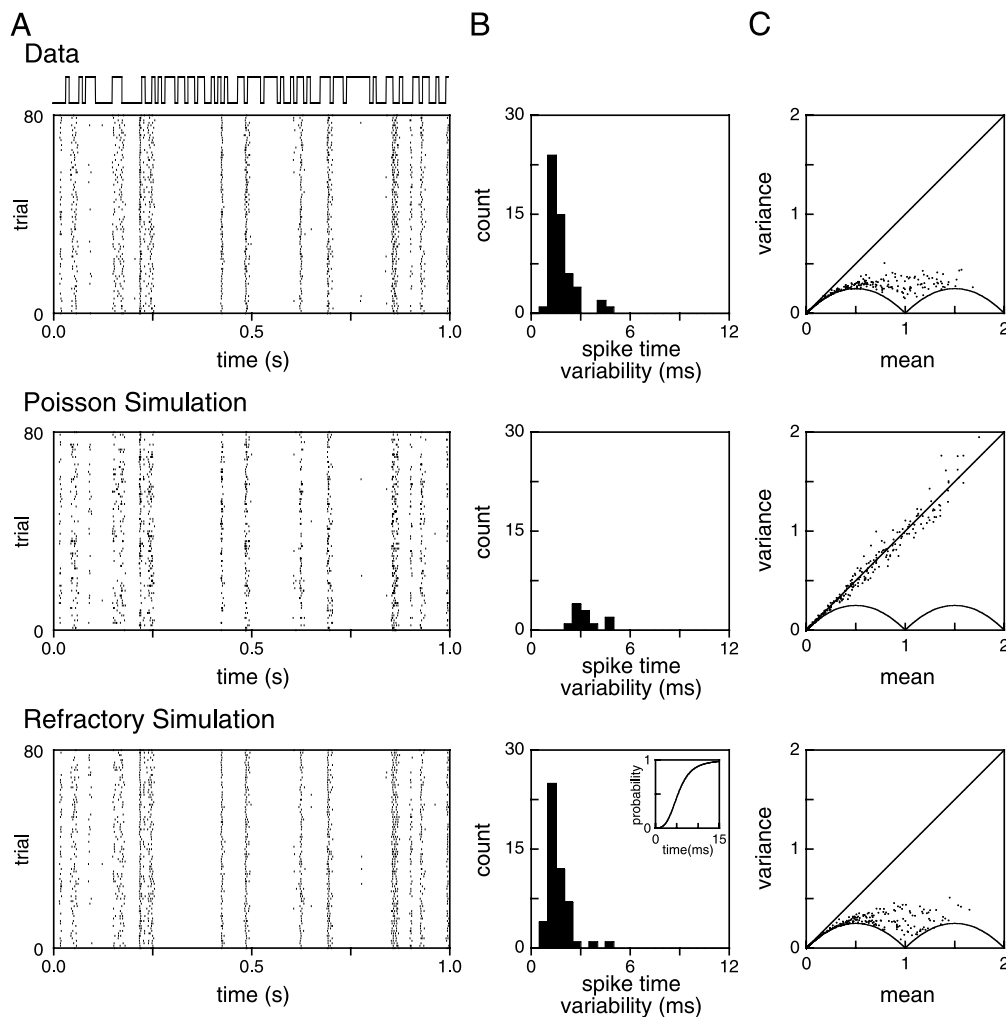 A
B
C
Data
80
trial
0
0.0
0.5
1.0
time (s)
30
15
0
count
0
6
12
spike time
variability (ms)
2
1
0
variance
0
1
2
mean
Poisson Simulation
80
trial
0
0.0
0.5
1.0
time (s)
30
15
0
count
0
6
12
spike time
variability (ms)
2
1
0
variance
0
1
2
mean
Refractory Simulation
80
trial
0
0.0
0.5
1.0
time (s)
30
15
0
count
1
probability
0
0
15
time(ms)
0
6
12
spike time
variability (ms)
2
1
0
variance
0
1
2
mean